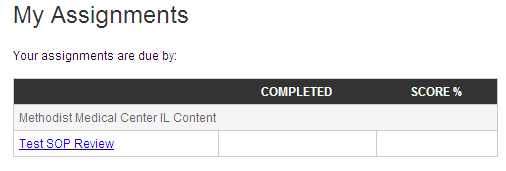 My Assignments
Your assignments are due by:
COMPLETED SCORE %
Methodist Medical Center IL Content
Test SOP Review